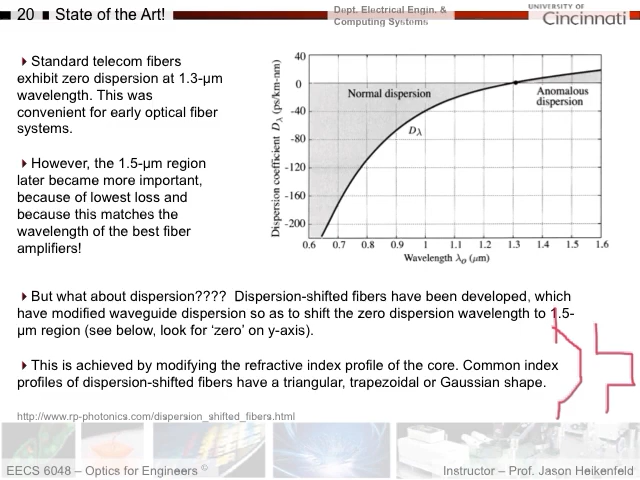 20 State of the Art!
Dept. Electrical Engin. &
Computing Systems
UNIVERSITY OF
Cincinnati
Standard telecom fibers
exhibit zero dispersion at 1.3-µm
wavelength. This was
convenient for early optical fiber
systems.
However, the 1.5-µm region
later became more important,
because of lowest loss and
because this matches the
wavelength of the best fiber
amplifiers!
Dispersion coefficient Dλ (ps/km-nm)
40
0
-40
-80
-120
-160
-200
Normal dispersion
Anomalous
dispersion
Dλ
0.6 0.7 0.8 0.9 1 1.1 1.2 1.3 1.4 1.5 1.6
Wavelength λo (µm)
But what about dispersion???? Dispersion-shifted fibers have been developed, which
have modified waveguide dispersion so as to shift the zero dispersion wavelength to 1.5-
µm region (see below, look for 'zero' on y-axis).
This is achieved by modifying the refractive index profile of the core. Common index
profiles of dispersion-shifted fibers have a triangular, trapezoidal or Gaussian shape.
http://www.rp-photonics.com/dispersion_shifted_fibers.html
EECS 6048 – Optics for Engineers ©
Instructor – Prof. Jason Heikenfeld